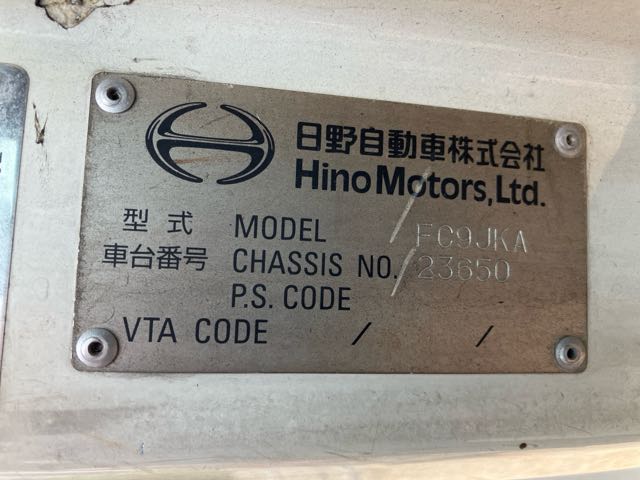 日野自動車株式会社
Hino Motors, Ltd.
型式 MODEL FC9JKA
車台番号 CHASSIS NO. 23650
P.S. CODE
VTA CODE / /